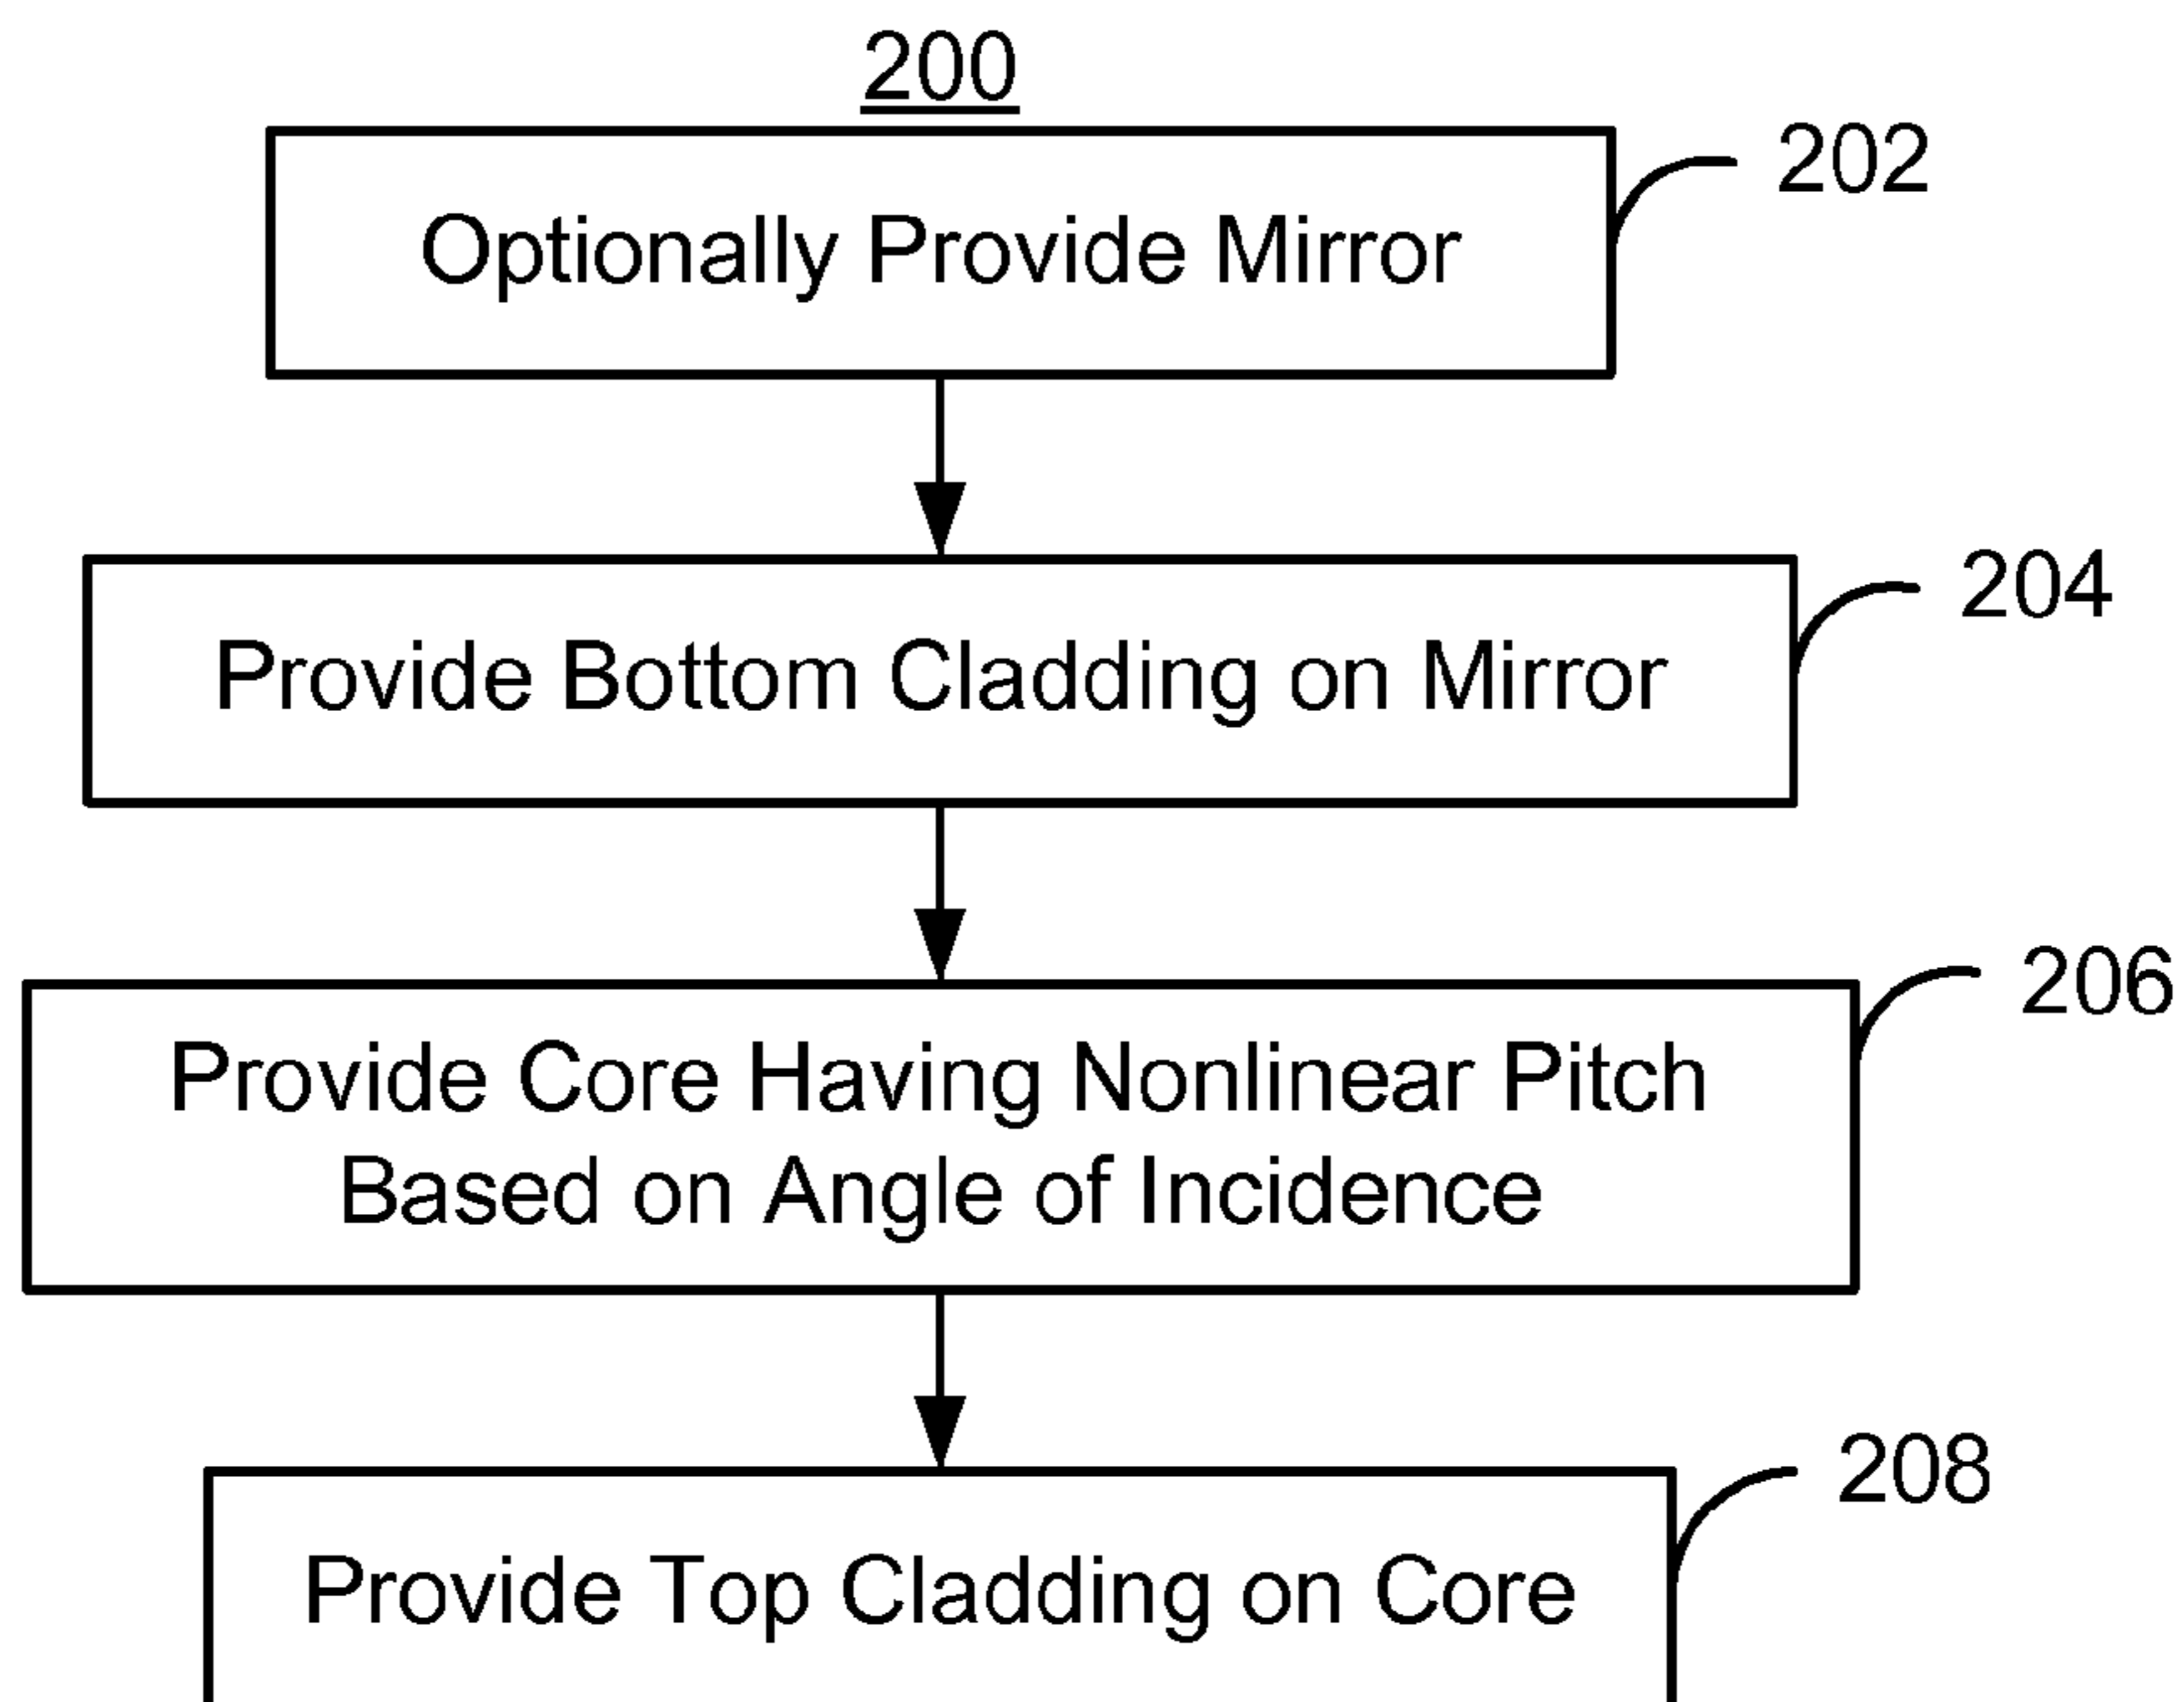 200
202
Optionally Provide Mirror
204
Provide Bottom Cladding on Mirror
206
Provide Core Having Nonlinear Pitch
Based on Angle of Incidence
208
Provide Top Cladding on Core